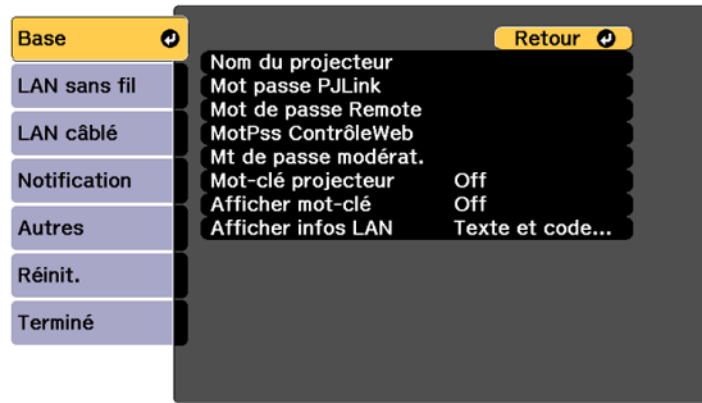 Base
LAN sans fil
LAN câblé
Notification
Autres
Réinit.
Terminé
Retour
Nom du projecteur
Mot passe PJLink
Mot de passe Remote
MotPss ContrôleWeb
Mt de passe modérat.
Mot-clé projecteur Off
Afficher mot-clé Off
Afficher infos LAN Texte et code...